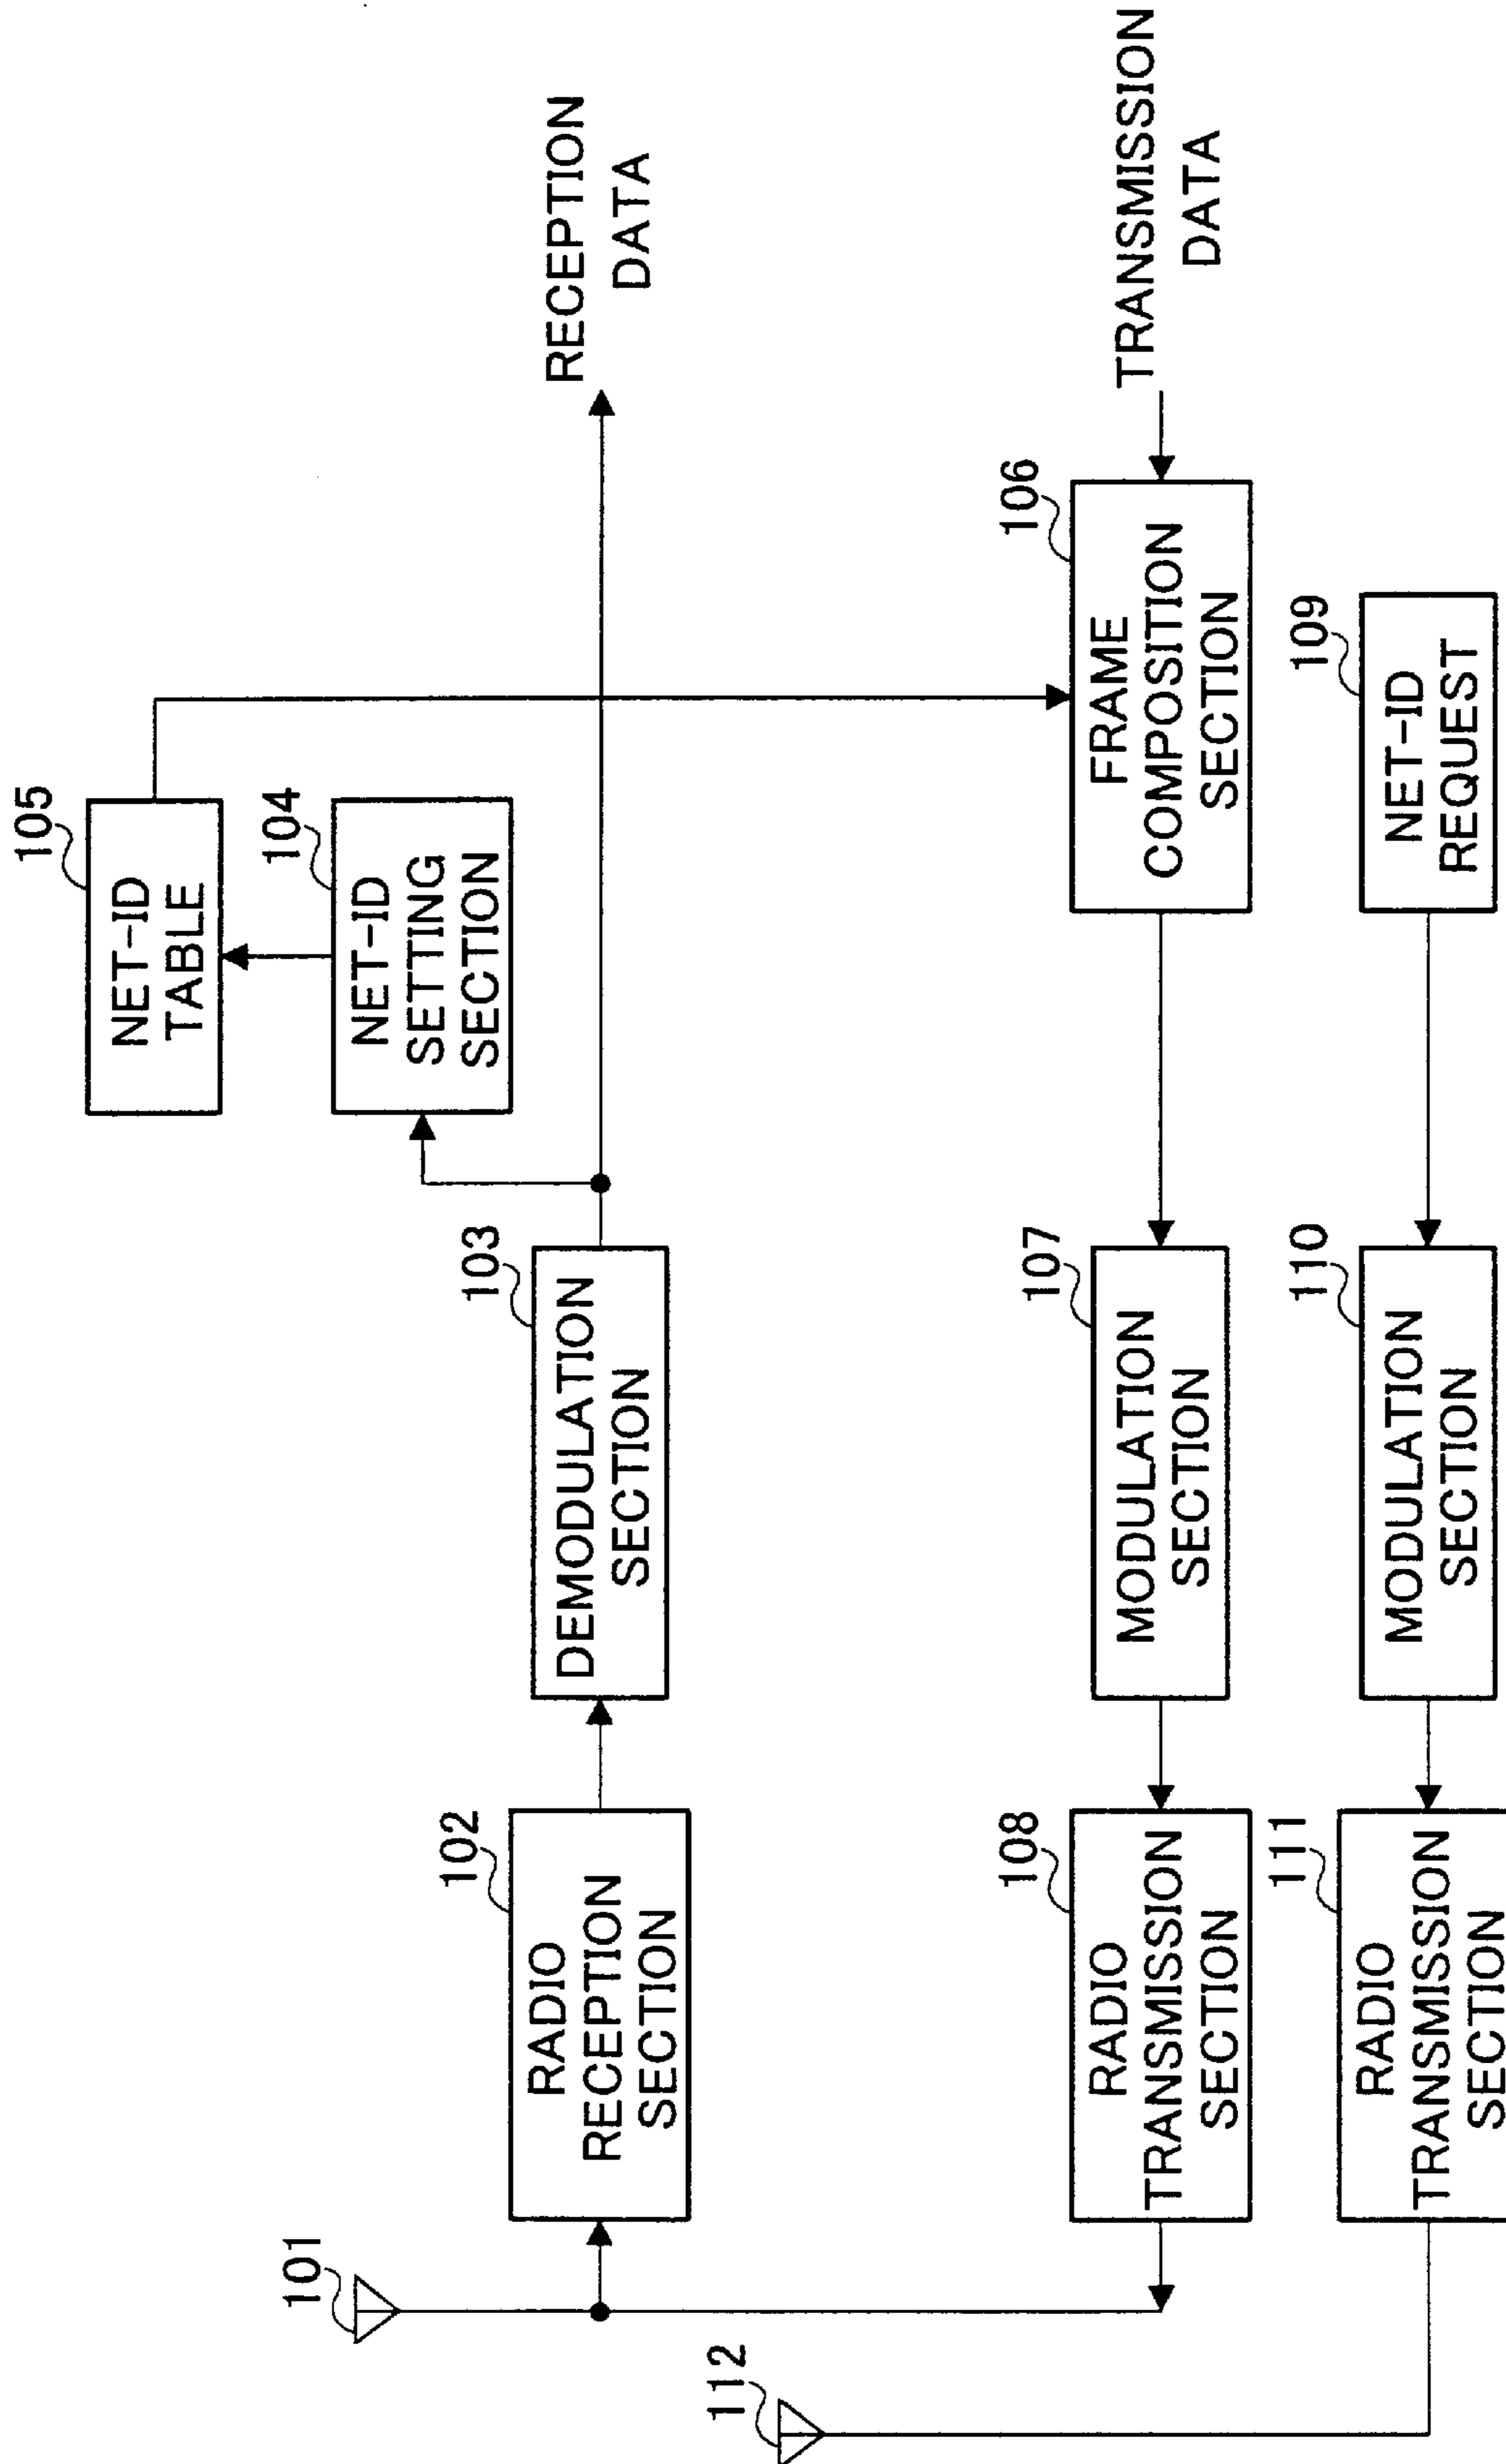 105
NET-ID
TABLE
104
NET-ID
SETTING
SECTION
101
102
RADIO
RECEPTION
SECTION
103
DEMODULATION
SECTION
RECEPTION
DATA
112
108
RADIO
TRANSMISSION
SECTION
107
MODULATION
SECTION
106
FRAME
COMPOSITION
SECTION
TRANSMISSION
DATA
111
RADIO
TRANSMISSION
SECTION
110
MODULATION
SECTION
109
NET-ID
REQUEST